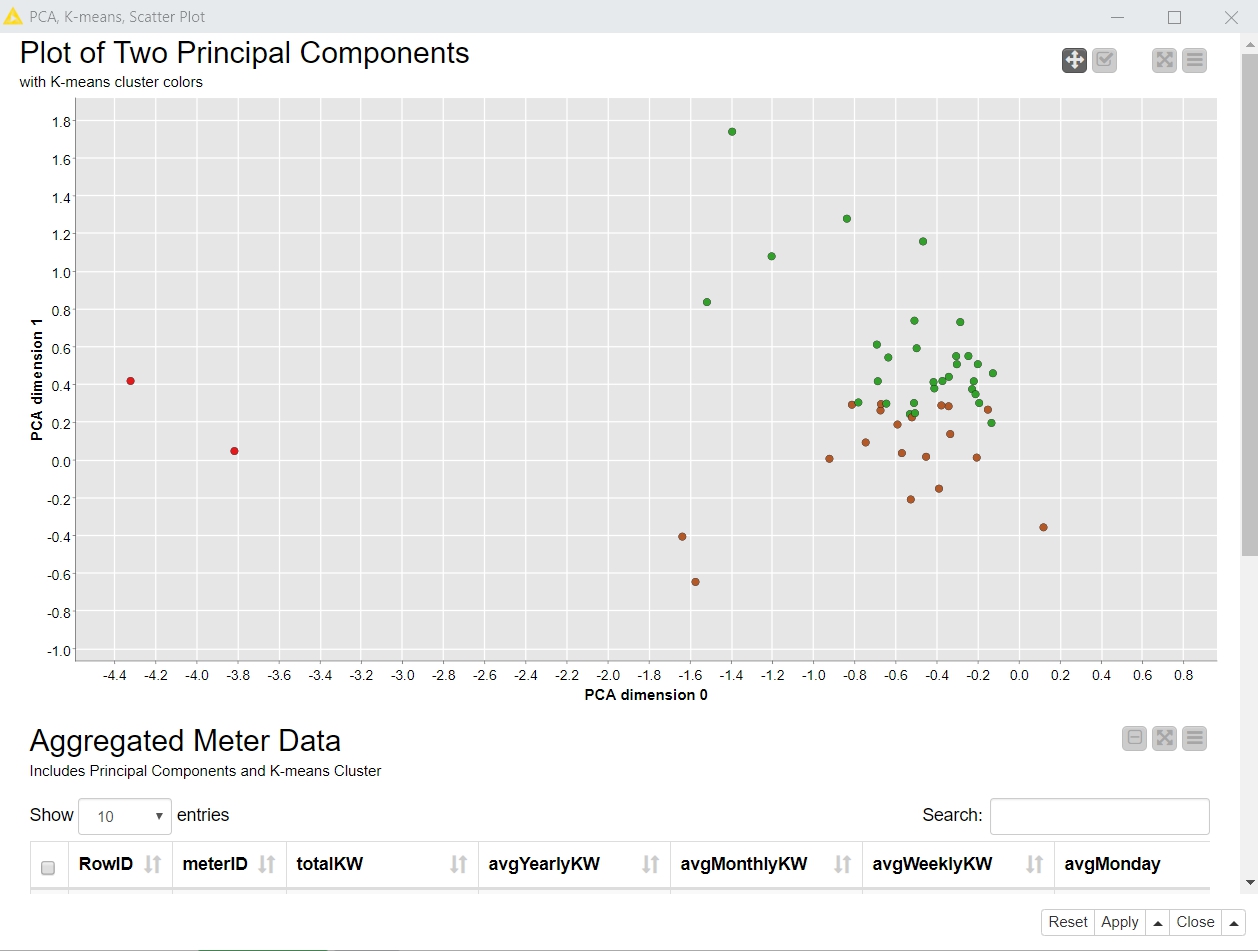 PCA, K-means, Scatter Plot
Plot of Two Principal Components
with K-means cluster colors
1.8
1.6
1.4
1.2
1.0
0.8
0.6
0.4
0.2
0.0
-0.2
-0.4
-0.6
-0.8
-1.0
PCA dimension 1
-4.4 -4.2 -4.0 -3.8 -3.6 -3.4 -3.2 -3.0 -2.8 -2.6 -2.4 -2.2 -2.0 -1.8 -1.6 -1.4 -1.2 -1.0 -0.8 -0.6 -0.4 -0.2 0.0 0.2 0.4 0.6 0.8
PCA dimension 0
Aggregated Meter Data
Includes Principal Components and K-means Cluster
Show 10 entries Search:
RowID meterID totalKW avgYearlyKW avgMonthlyKW avgWeeklyKW avgMonday
Reset Apply Close